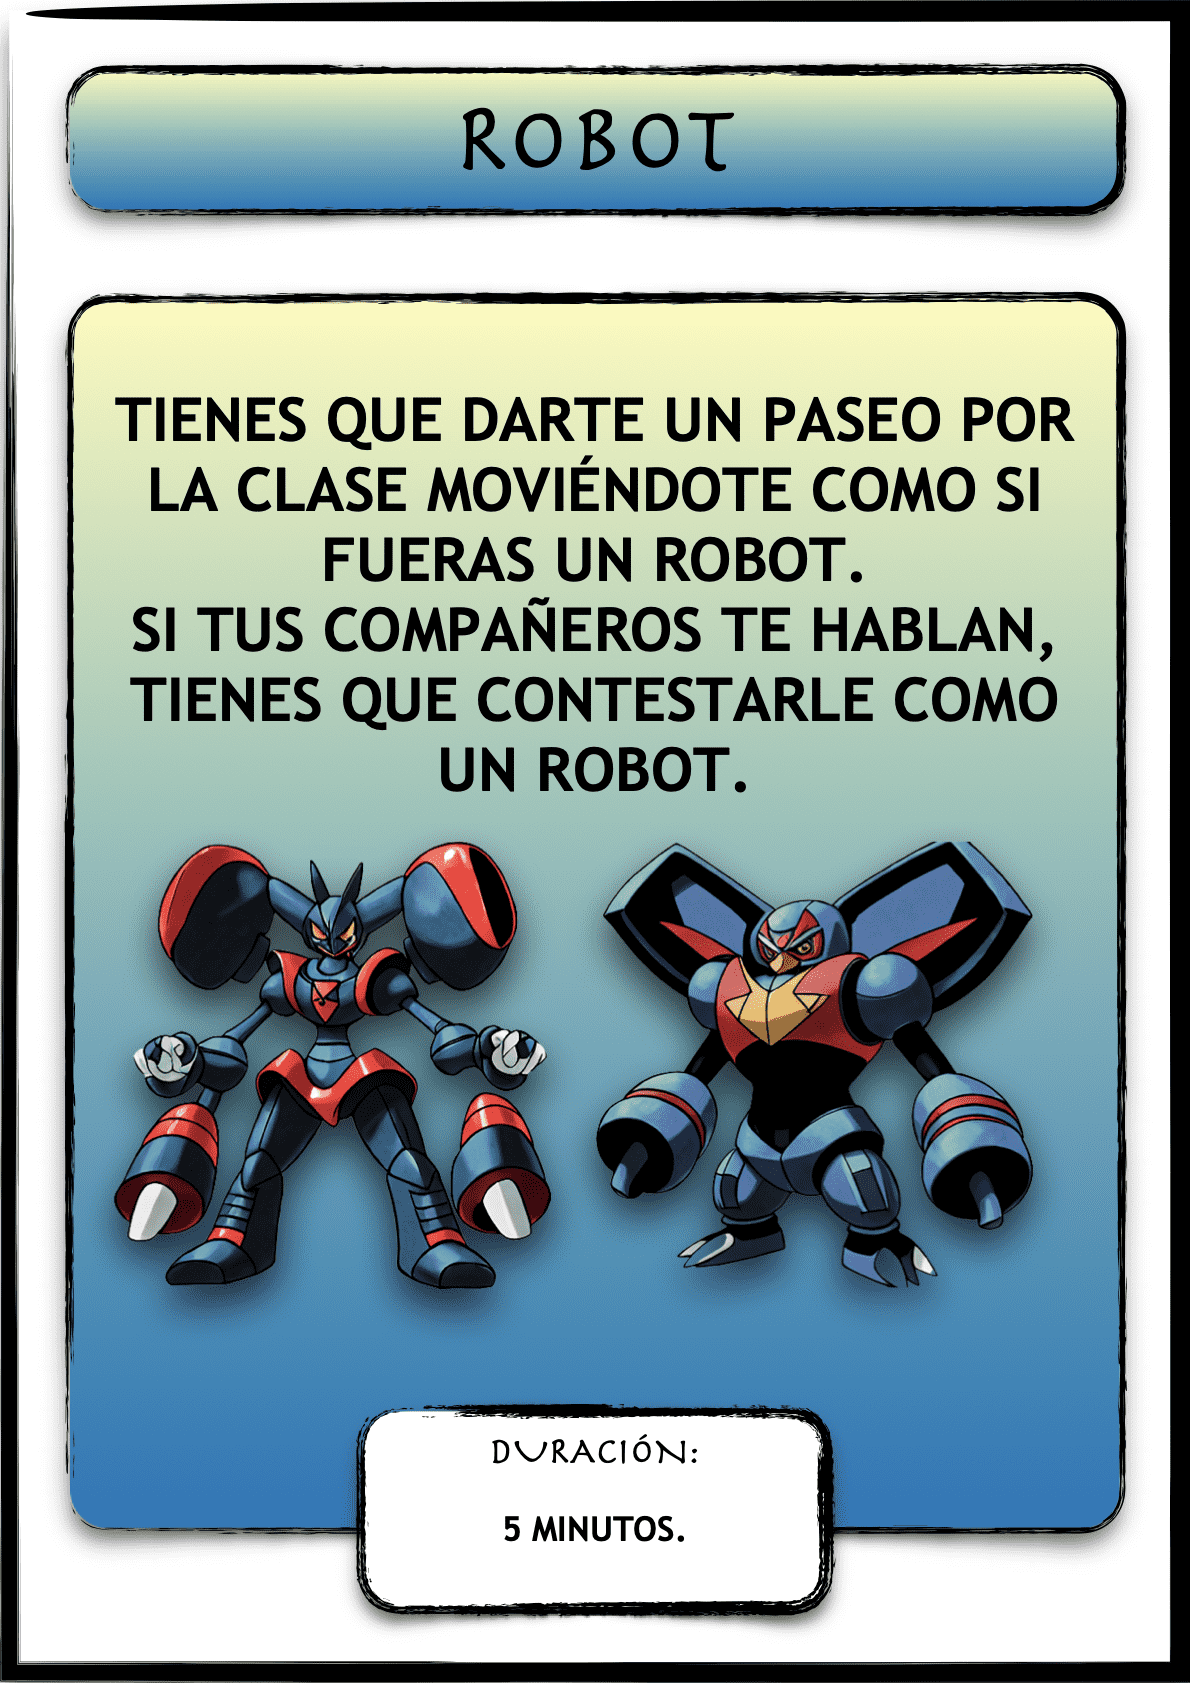 ROBOT
TIENES QUE DARTE UN PASEO POR
LA CLASE MOVIÉNDOTE COMO SI
FUERAS UN ROBOT.
SI TUS COMPAÑEROS TE HABLAN,
TIENES QUE CONTESTARLE COMO
UN ROBOT.
DURACIÓN:
5 MINUTOS.